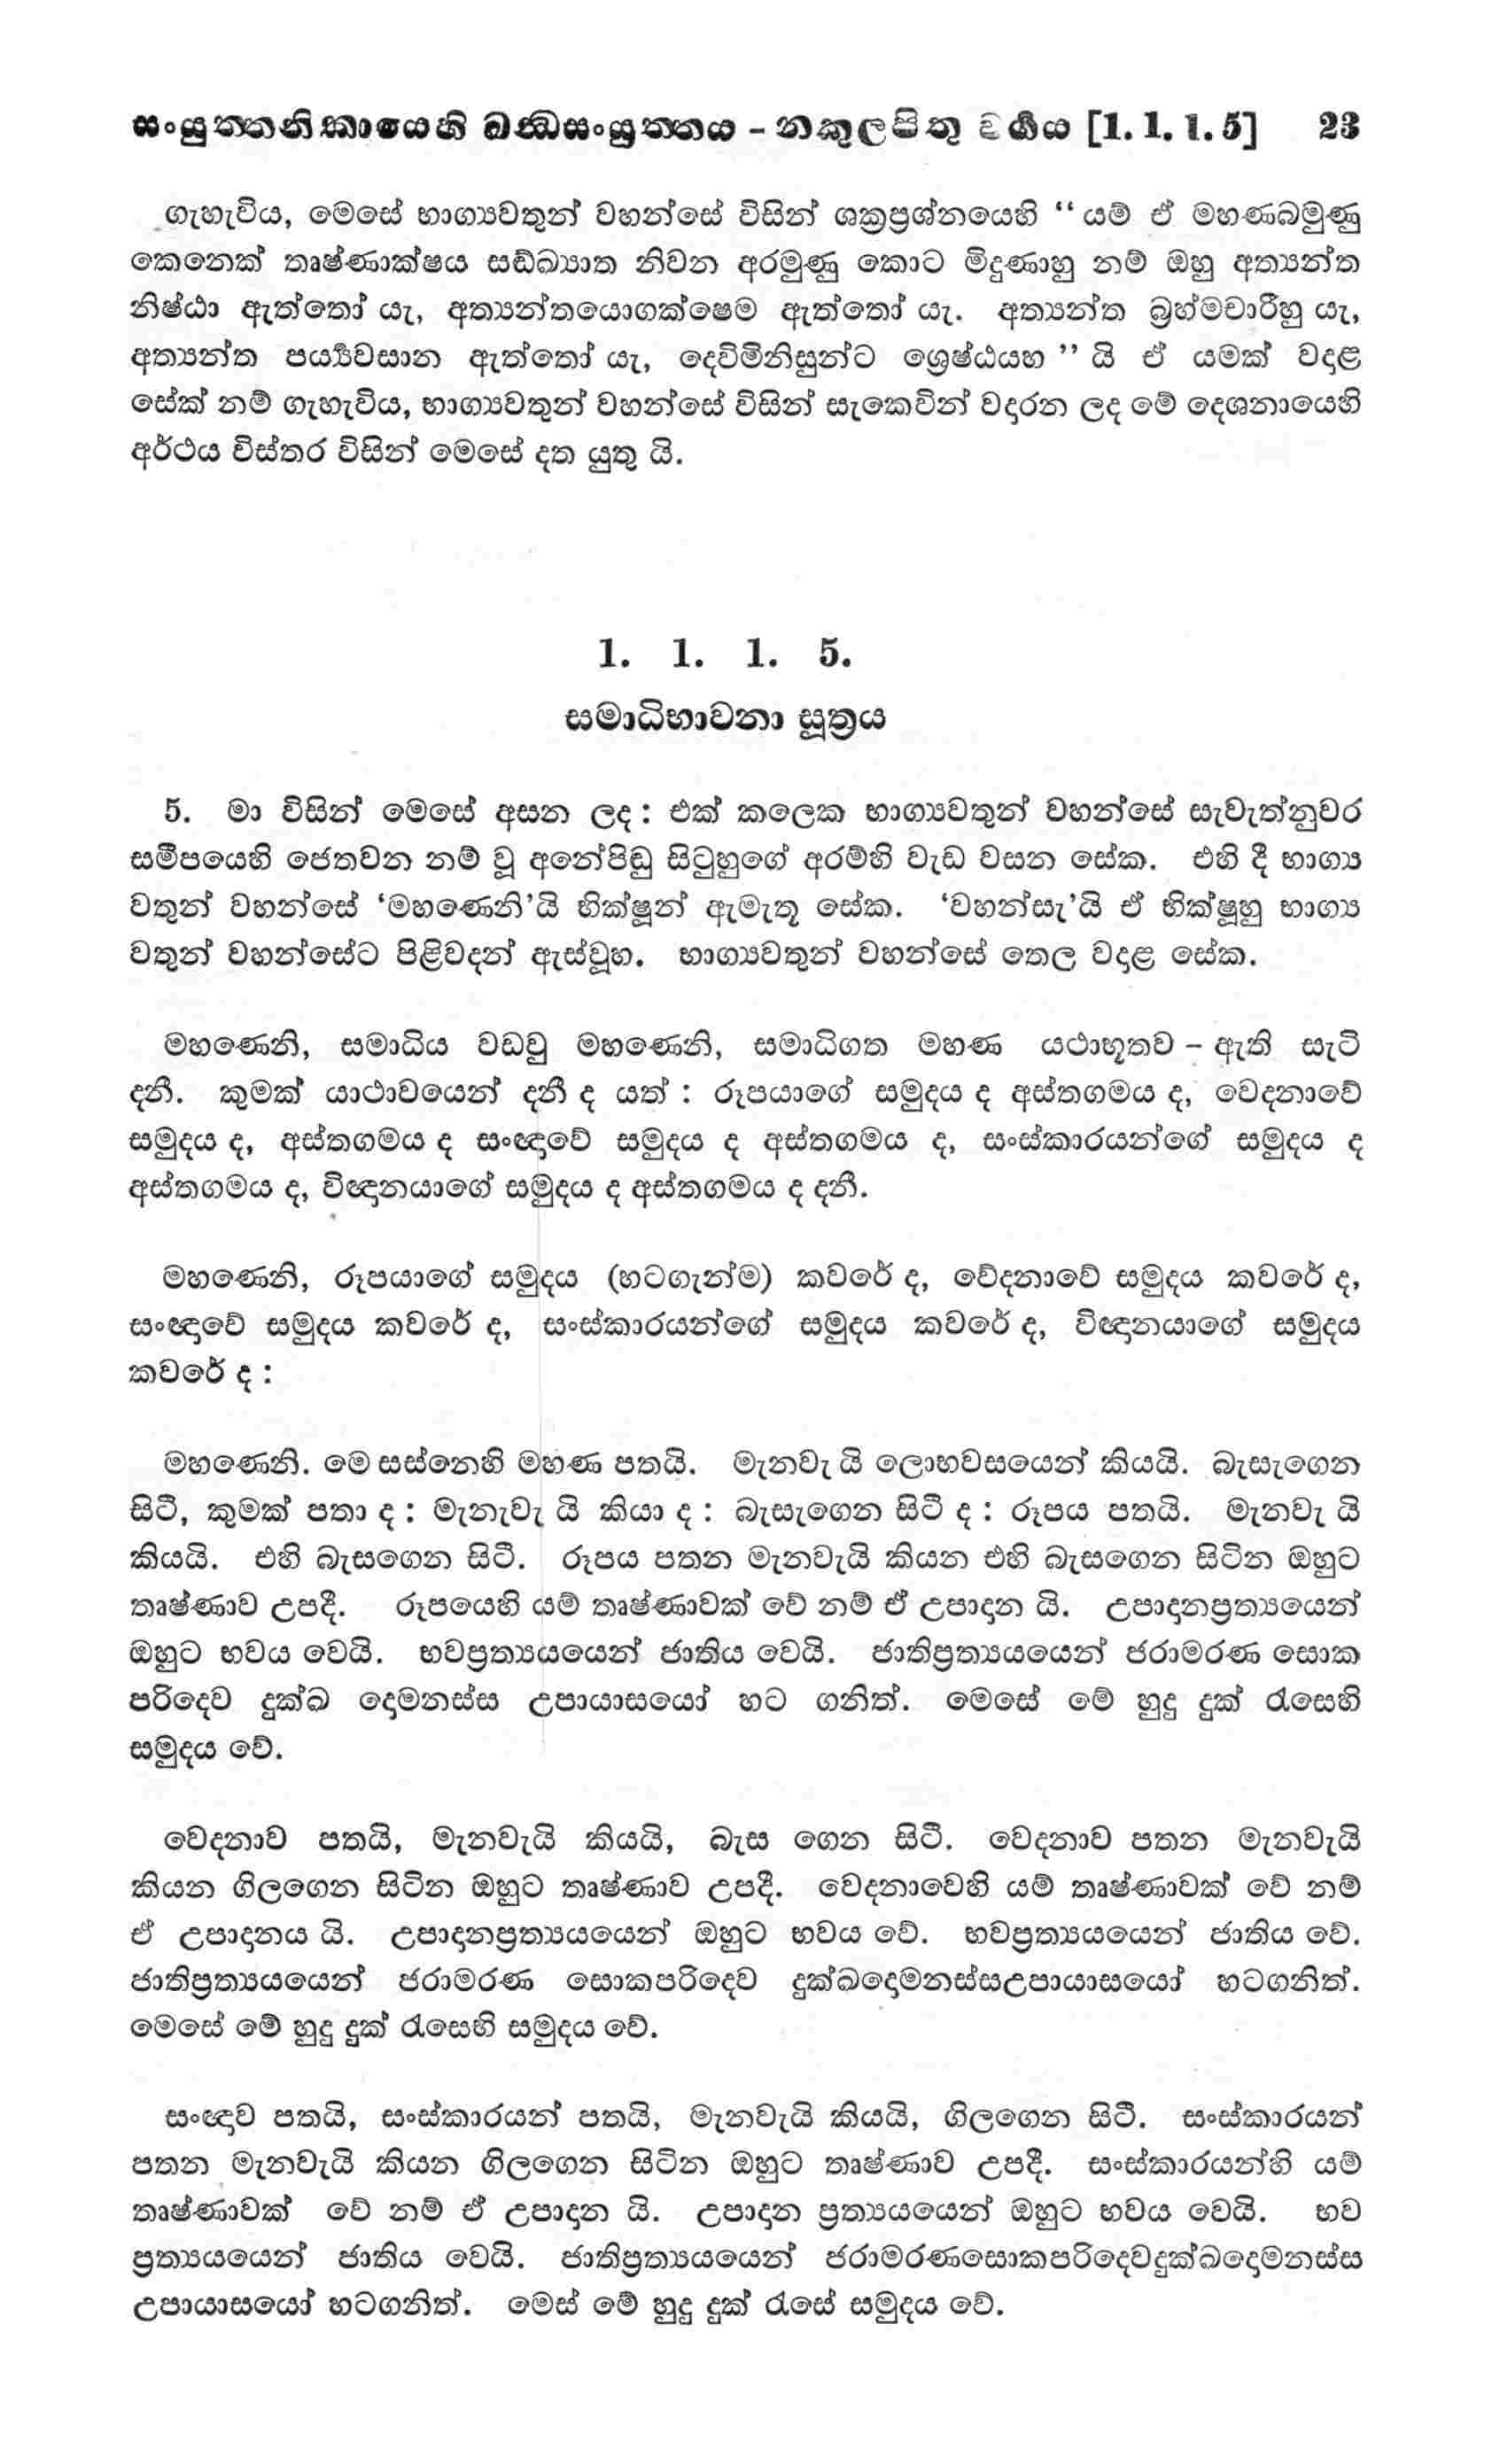 සංයුත්තනිකායෙහි ඛන්ධසංයුත්තය - නකුලපිතු වර්‍ගය [1. 1. 1. 5] 23
ගැහැවිය, මෙසේ භාග්‍යවතුන් වහන්සේ විසින් ශක්‍රප්‍රශ්නයෙහි “ යම් ඒ මහණබමුණු
කෙනෙක් තෘෂ්ණාක්ෂය සඞ්ඛ්‍යාත නිවන අරමුණු කොට මිදුණාහු නම් ඔහු අත්‍යන්ත
නිෂ්ඨා ඇත්තෝ යැ, අත්‍යන්තයොගක්ෂෙම ඇත්තෝ යැ. අත්‍යන්ත බ්‍රහ්මචාරීහු යැ,
අත්‍යන්ත පර්‍ය්‍යවසාන ඇත්තෝ යැ, දෙවිමිනිසුන්ට ශ්‍රෙෂ්ඨයහ ” යි ඒ යමක් වදාළ
සේක් නම් ගැහැවිය, භාග්‍යවතුන් වහන්සේ විසින් සැකෙවින් වදාරන ලද මේ දෙශනායෙහි
අර්ථය විස්තර විසින් මෙසේ දත යුතු යි.
1. 1. 1. 5.
සමාධිභාවනා සූත්‍රය
5. මා විසින් මෙසේ අසන ලද : එක් කලෙක භාග්‍යවතුන් වහන්සේ සැවැත්නුවර
සමීපයෙහි ජෙතවන නම් වූ අනේපිඬු සිටුහුගේ අරම්හි වැඩ වසන සේක. එහි දී භාග්‍ය
වතුන් වහන්සේ ‘මහණෙනි’යි භික්ෂූන් ඇමැතූ සේක. ‘වහන්සැ’යි ඒ භික්ෂූහු භාග්‍ය
වතුන් වහන්සේට පිළිවදන් ඇස්වූහ. භාග්‍යවතුන් වහන්සේ තෙල වදාළ සේක.
මහණෙනි, සමාධිය වඩවු මහණෙනි, සමාධිගත මහණ යථාභූතව - ඇති සැටි
දනී. කුමක් යාථාවයෙන් දනී ද යත් : රූපයාගේ සමුදය ද අස්තගමය ද, වෙදනාවේ
සමුදය ද, අස්තගමය ද සංඥාවේ සමුදය ද අස්තගමය ද, සංස්කාරයන්ගේ සමුදය ද
අස්තගමය ද, විඥානයාගේ සමුදය ද අස්තගමය ද දනී.
මහණෙනි, රූපයාගේ සමුදය (හටගැන්ම) කවරේ ද, වේදනාවේ සමුදය කවරේ ද,
සංඥාවේ සමුදය කවරේ ද, සංස්කාරයන්ගේ සමුදය කවරේ ද, විඥානයාගේ සමුදය
කවරේ ද :
මහණෙනි. මෙ සස්නෙහි මහණ පතයි. මැනවැ යි ලොභවසයෙන් කියයි. බැසැගෙන
සිටී, කුමක් පතා ද : මැනැවැ යි කියා ද : බැසැගෙන සිටී ද : රූපය පතයි. මැනවැ යි
කියයි. එහි බැසගෙන සිටී. රූපය පතන මැනවැයි කියන එහි බැසගෙන සිටින ඔහුට
තෘෂ්ණාව උපදී. රූපයෙහි යම් තෘෂ්ණාවක් වේ නම් ඒ උපාදාන යි. උපාදානප්‍රත්‍යයෙන්
ඔහුට භවය වෙයි. භවප්‍රත්‍යයයෙන් ජාතිය වෙයි. ජාතිප්‍රත්‍යයයෙන් ජරාමරණ සොක
පරිදෙව දුක්ඛ දොමනස්ස උපායාසයෝ හට ගනිත්. මෙසේ මේ හුදු දුක් රැසෙහි
සමුදය වේ.
වෙදනාව පතයි, මැනවැයි කියයි, බැස ගෙන සිටී. වෙදනාව පතන මැනවැයි
කියන ගිලගෙන සිටින ඔහුට තෘෂ්ණාව උපදී. වෙදනාවෙහි යම් තෘෂ්ණාවක් වේ නම්
ඒ උපාදානය යි. උපාදානප්‍රත්‍යයයෙන් ඔහුට භවය වේ. භවප්‍රත්‍යයයෙන් ජාතිය වේ.
ජාතිප්‍රත්‍යයයෙන් ජරාමරණ සොකපරිදෙව දුක්ඛදොමනස්සඋපායාසයෝ හටගනිත්.
මෙසේ මේ හුදු දුක් රැසෙහි සමුදය වේ.
සංඥාව පතයි, සංස්කාරයන් පතයි, මැනවැයි කියයි, ගිලගෙන සිටී. සංස්කාරයන්
පතන මැනවැයි කියන ගිලගෙන සිටින ඔහුට තෘෂ්ණාව උපදී. සංස්කාරයන්හි යම්
තෘෂ්ණාවක් වේ නම් ඒ උපාදාන යි. උපාදාන ප්‍රත්‍යයයෙන් ඔහුට භවය වෙයි. භව
ප්‍රත්‍යයයෙන් ජාතිය වෙයි. ජාතිප්‍රත්‍යයයෙන් ජරාමරණසොකපරිදෙවදුක්ඛදොමනස්ස
උපායාසයෝ හටගනිත්. මෙස් මේ හුදු දුක් රැසේ සමුදය වේ.